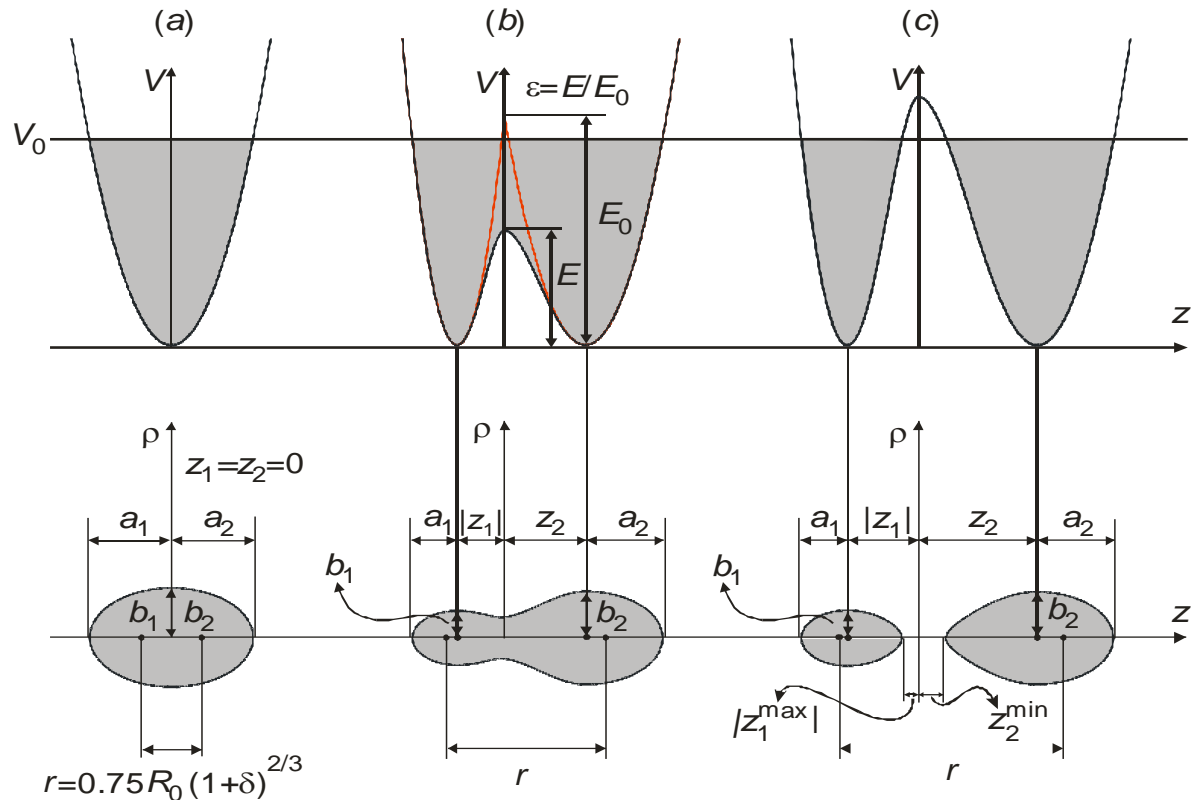 (a) (b) (c)
V V ε=E/E₀ V
V₀
E₀
E
z
ρ ρ ρ
z₁=z₂=0
a₁ a₂ a₁ |z₁| z₂ a₂ a₁ |z₁| z₂ a₂
b₁ b₁
b₁ b₂ b₂ b₂ z
|z₁ᵐᵃˣ| z₂ᵐⁱⁿ
r r
r=0.75R₀(1+δ)²/³